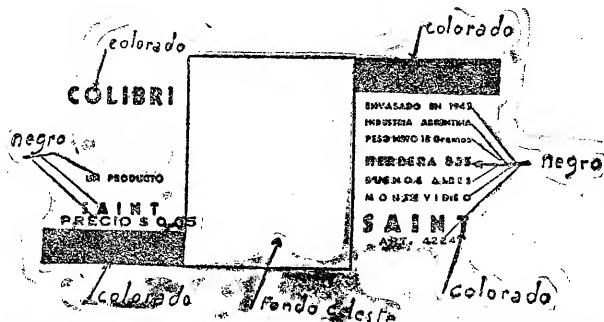 colorado
COLIBRI
negro
UN PRODUCTO
SAINT
PRECIO $ 0,05
colorado
fondo celeste
colorado
ENVASADO EN 1942
INDUSTRIA ARGENTINA
PESO NETO 18 Gramos
HERRERA 855
BUENOS AIRES
MONTEVIDEO
negro
SAINT
ART. 4224
colorado